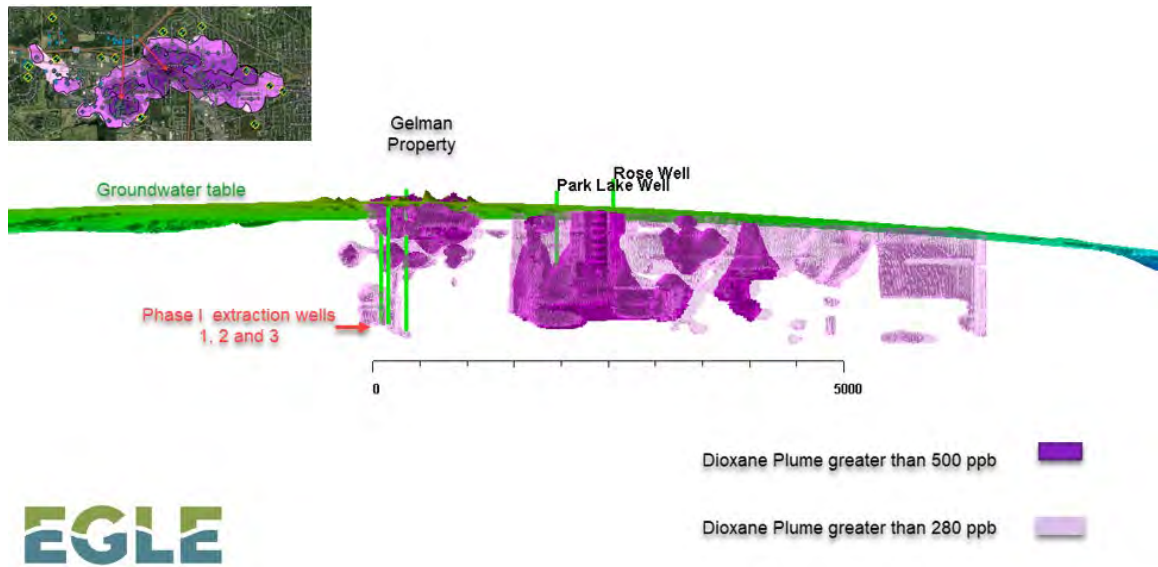 Gelman
Property
Rose Well
Park Lake Well
Groundwater table
Phase I extraction wells
1, 2 and 3
0
5000
Dioxane Plume greater than 500 ppb
Dioxane Plume greater than 280 ppb
EGLE